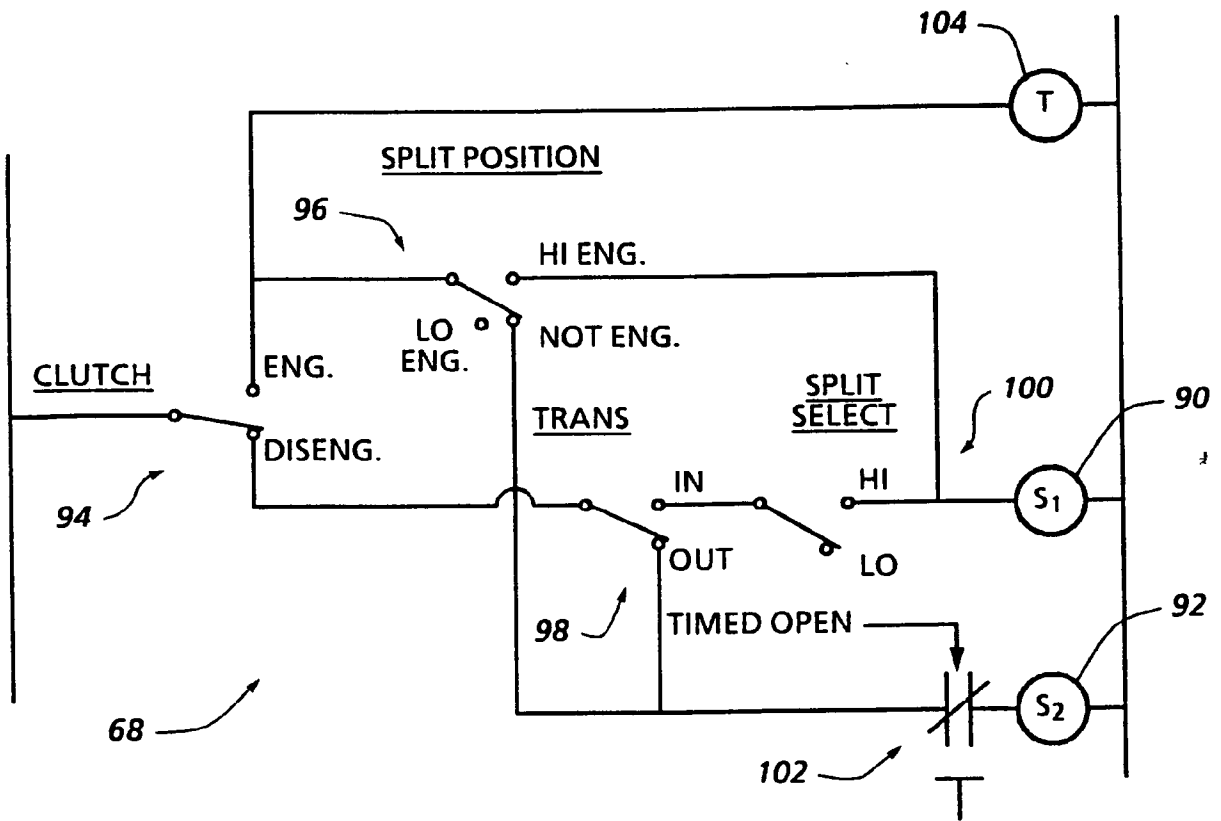 104
T
SPLIT POSITION
96
HI ENG.
LO
ENG.
NOT ENG.
CLUTCH
ENG.
DISENG.
TRANS
SPLIT
SELECT
100
90
94
IN
HI
S1
OUT
LO
98
TIMED OPEN
92
S2
68
102